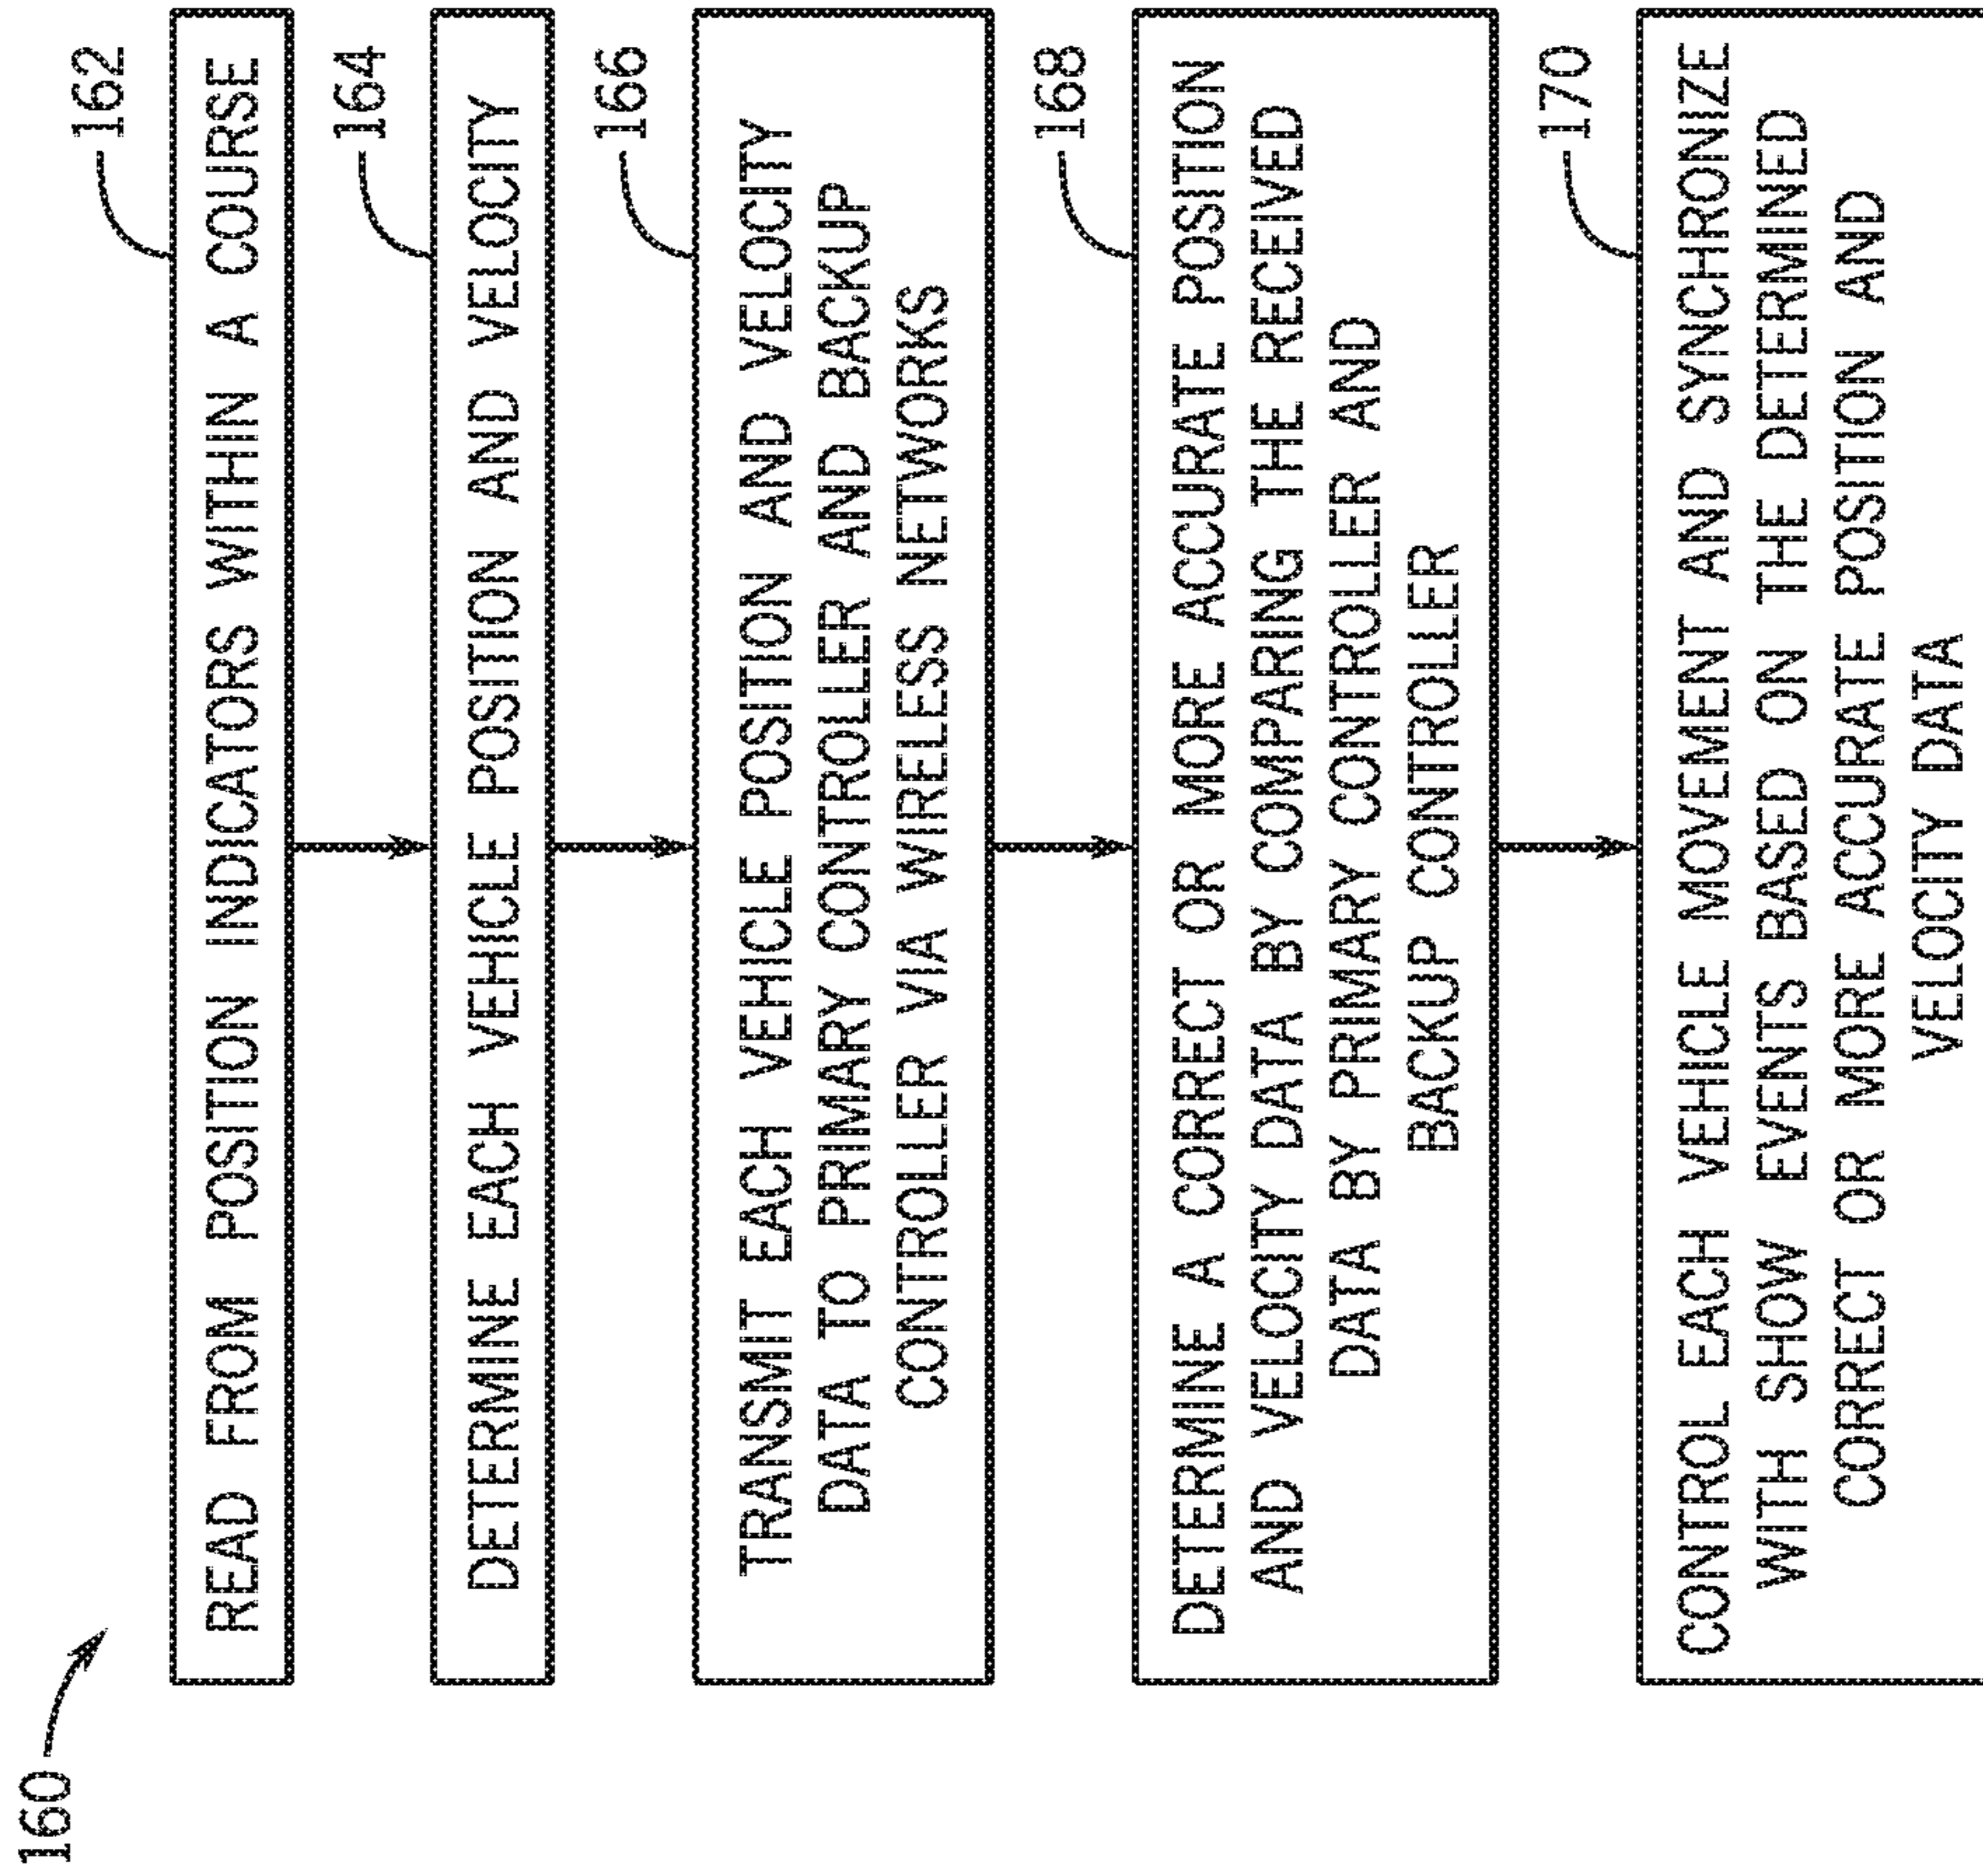 160
162
READ FROM POSITION INDICATORS WITHIN A COURSE
164
DETERMINE EACH VEHICLE POSITION AND VELOCITY
166
TRANSMIT EACH VEHICLE POSITION AND VELOCITY
DATA TO PRIMARY CONTROLLER AND BACKUP
CONTROLLER VIA WIRELESS NETWORKS
168
DETERMINE A CORRECT OR MORE ACCURATE POSITION
AND VELOCITY DATA BY COMPARING THE RECEIVED
DATA BY PRIMARY CONTROLLER AND
BACKUP CONTROLLER
170
CONTROL EACH VEHICLE MOVEMENT AND SYNCHRONIZE
WITH SHOW EVENTS BASED ON THE DETERMINED
CORRECT OR MORE ACCURATE POSITION AND
VELOCITY DATA